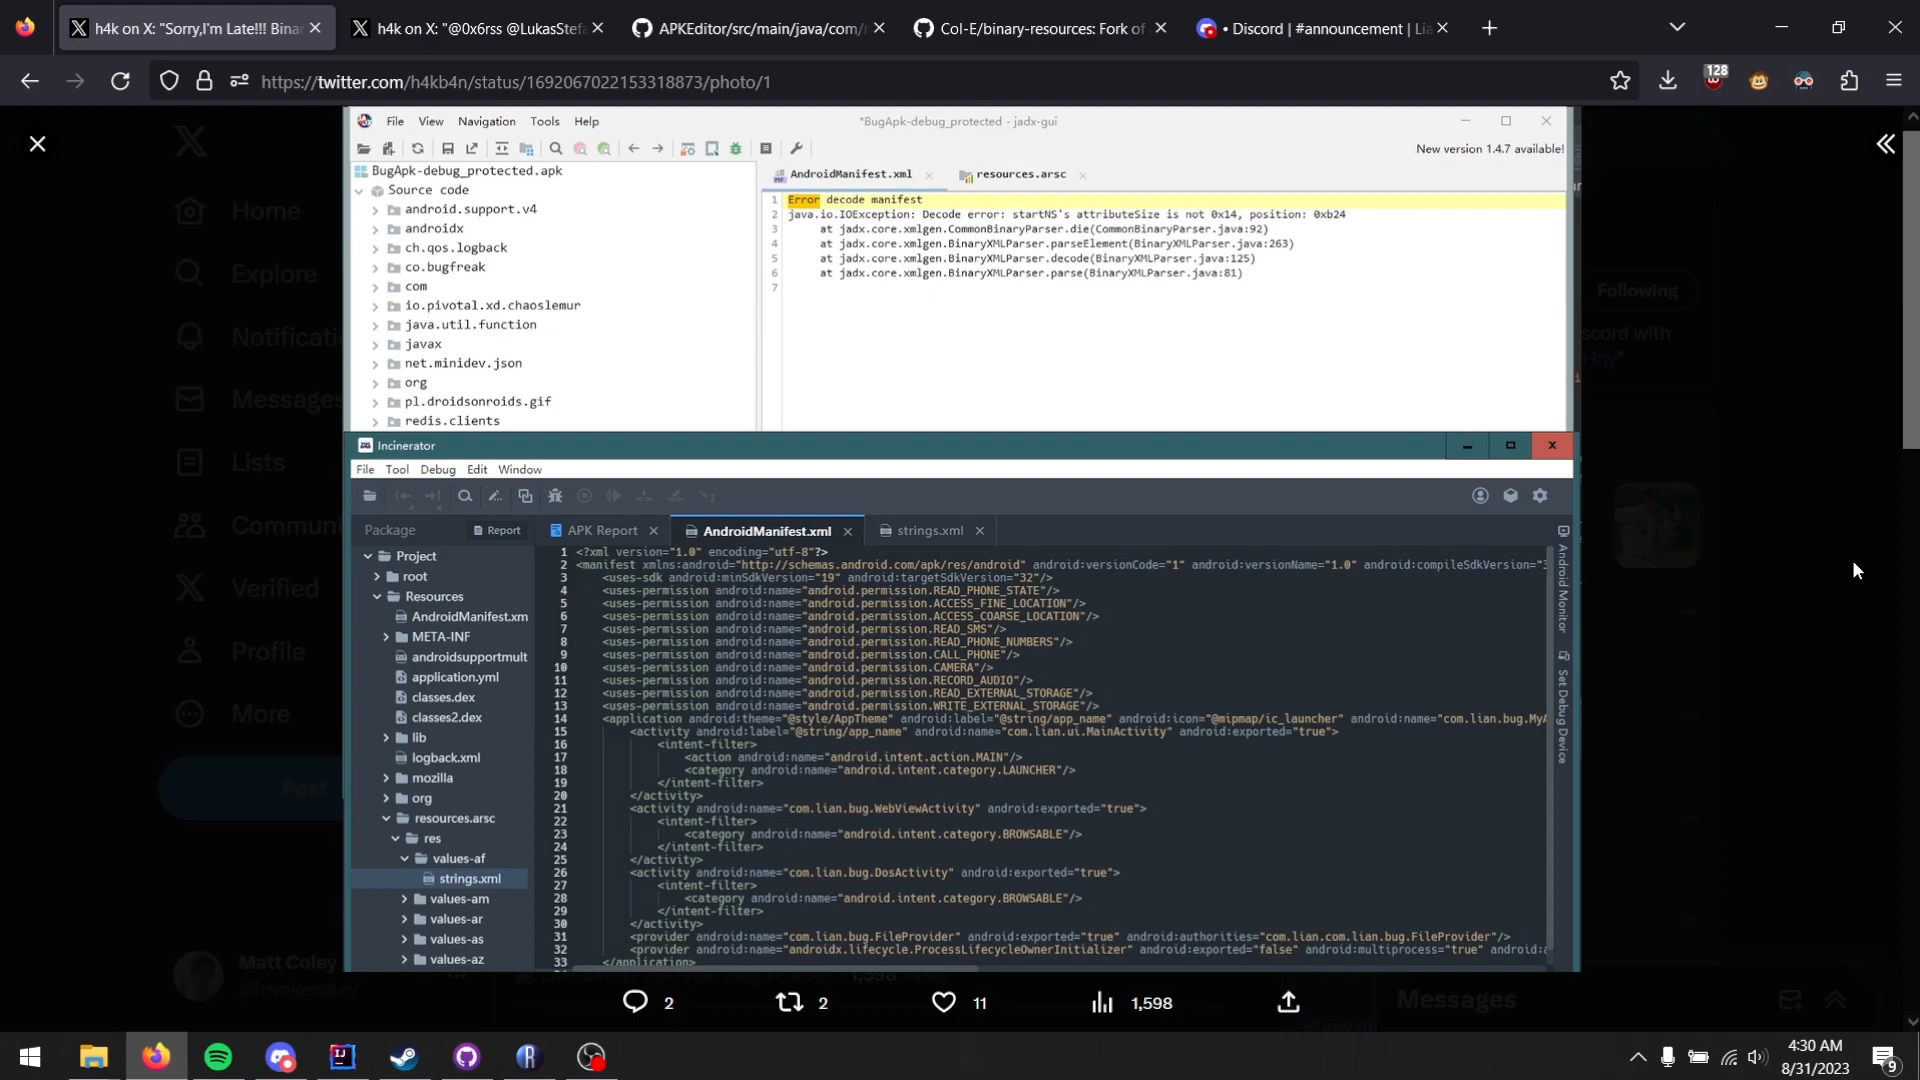 h4k on X: "Sorry,I'm Late!!! Binar
h4k on X: "@0x6rss @LukasStefa
APKEditor/src/main/java/com/r
Col-E/binary-resources: Fork of
• Discord | #announcement | Lia
https://twitter.com/h4kb4n/status/1692067022153318873/photo/1
128
File View Navigation Tools Help
*BugApk-debug_protected - jadx-gui
New version 1.4.7 available!
BugApk-debug_protected.apk
Source code
android.support.v4
androidx
ch.qos.logback
co.bugfreak
com
io.pivotal.xd.chaoslemur
java.util.function
javax
net.minidev.json
org
pl.droidsonroids.gif
redis.clients
AndroidManifest.xml
resources.arsc
1 Error decode manifest
2 java.io.IOException: Decode error: startNS's attributeSize is not 0x14, position: 0xb24
3 at jadx.core.xmlgen.CommonBinaryParser.die(CommonBinaryParser.java:92)
4 at jadx.core.xmlgen.BinaryXMLParser.parseElement(BinaryXMLParser.java:263)
5 at jadx.core.xmlgen.BinaryXMLParser.decode(BinaryXMLParser.java:125)
6 at jadx.core.xmlgen.BinaryXMLParser.parse(BinaryXMLParser.java:81)
7
Home
Explore
Notificati
Messages
Lists
Communi
Verified
Profile
More
Post
Matt Coley
@invokecoley
Following
scord with
Incinerator
File Tool Debug Edit Window
Package
Report
APK Report
AndroidManifest.xml
strings.xml
Project
root
Resources
AndroidManifest.xm
META-INF
androidsupportmult
application.yml
classes.dex
classes2.dex
lib
logback.xml
mozilla
org
resources.arsc
res
values-af
strings.xml
values-am
values-ar
values-as
values-az
1 <?xml version="1.0" encoding="utf-8"?>
2 <manifest xmlns:android="http://schemas.android.com/apk/res/android" android:versionCode="1" android:versionName="1.0" android:compileSdkVersion="3
3 <uses-sdk android:minSdkVersion="19" android:targetSdkVersion="32"/>
4 <uses-permission android:name="android.permission.READ_PHONE_STATE"/>
5 <uses-permission android:name="android.permission.ACCESS_FINE_LOCATION"/>
6 <uses-permission android:name="android.permission.ACCESS_COARSE_LOCATION"/>
7 <uses-permission android:name="android.permission.READ_SMS"/>
8 <uses-permission android:name="android.permission.READ_PHONE_NUMBERS"/>
9 <uses-permission android:name="android.permission.CALL_PHONE"/>
10 <uses-permission android:name="android.permission.CAMERA"/>
11 <uses-permission android:name="android.permission.RECORD_AUDIO"/>
12 <uses-permission android:name="android.permission.READ_EXTERNAL_STORAGE"/>
13 <uses-permission android:name="android.permission.WRITE_EXTERNAL_STORAGE"/>
14 <application android:theme="@style/AppTheme" android:label="@string/app_name" android:icon="@mipmap/ic_launcher" android:name="com.lian.bug.MyA
15 <activity android:label="@string/app_name" android:name="com.lian.ui.MainActivity" android:exported="true">
16 <intent-filter>
17 <action android:name="android.intent.action.MAIN"/>
18 <category android:name="android.intent.category.LAUNCHER"/>
19 </intent-filter>
20 </activity>
21 <activity android:name="com.lian.bug.WebViewActivity" android:exported="true">
22 <intent-filter>
23 <category android:name="android.intent.category.BROWSABLE"/>
24 </intent-filter>
25 </activity>
26 <activity android:name="com.lian.bug.DosActivity" android:exported="true">
27 <intent-filter>
28 <category android:name="android.intent.category.BROWSABLE"/>
29 </intent-filter>
30 </activity>
31 <provider android:name="com.lian.bug.FileProvider" android:exported="true" android:authorities="com.lian.com.lian.bug.FileProvider"/>
32 <provider android:name="androidx.lifecycle.ProcessLifecycleOwnerInitializer" android:exported="false" android:multiprocess="true" android:
33 </application>
Android Monitor
Set Debug Device
2
2
11
1,598
Messages
4:30 AM
8/31/2023
9